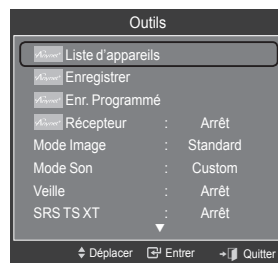 Outils
Liste d'appareils
Enregistrer
Enr. Programmé
Récepteur : Arrêt
Mode Image : Standard
Mode Son : Custom
Veille : Arrêt
SRS TS XT : Arrêt
Déplacer Entrer Quitter